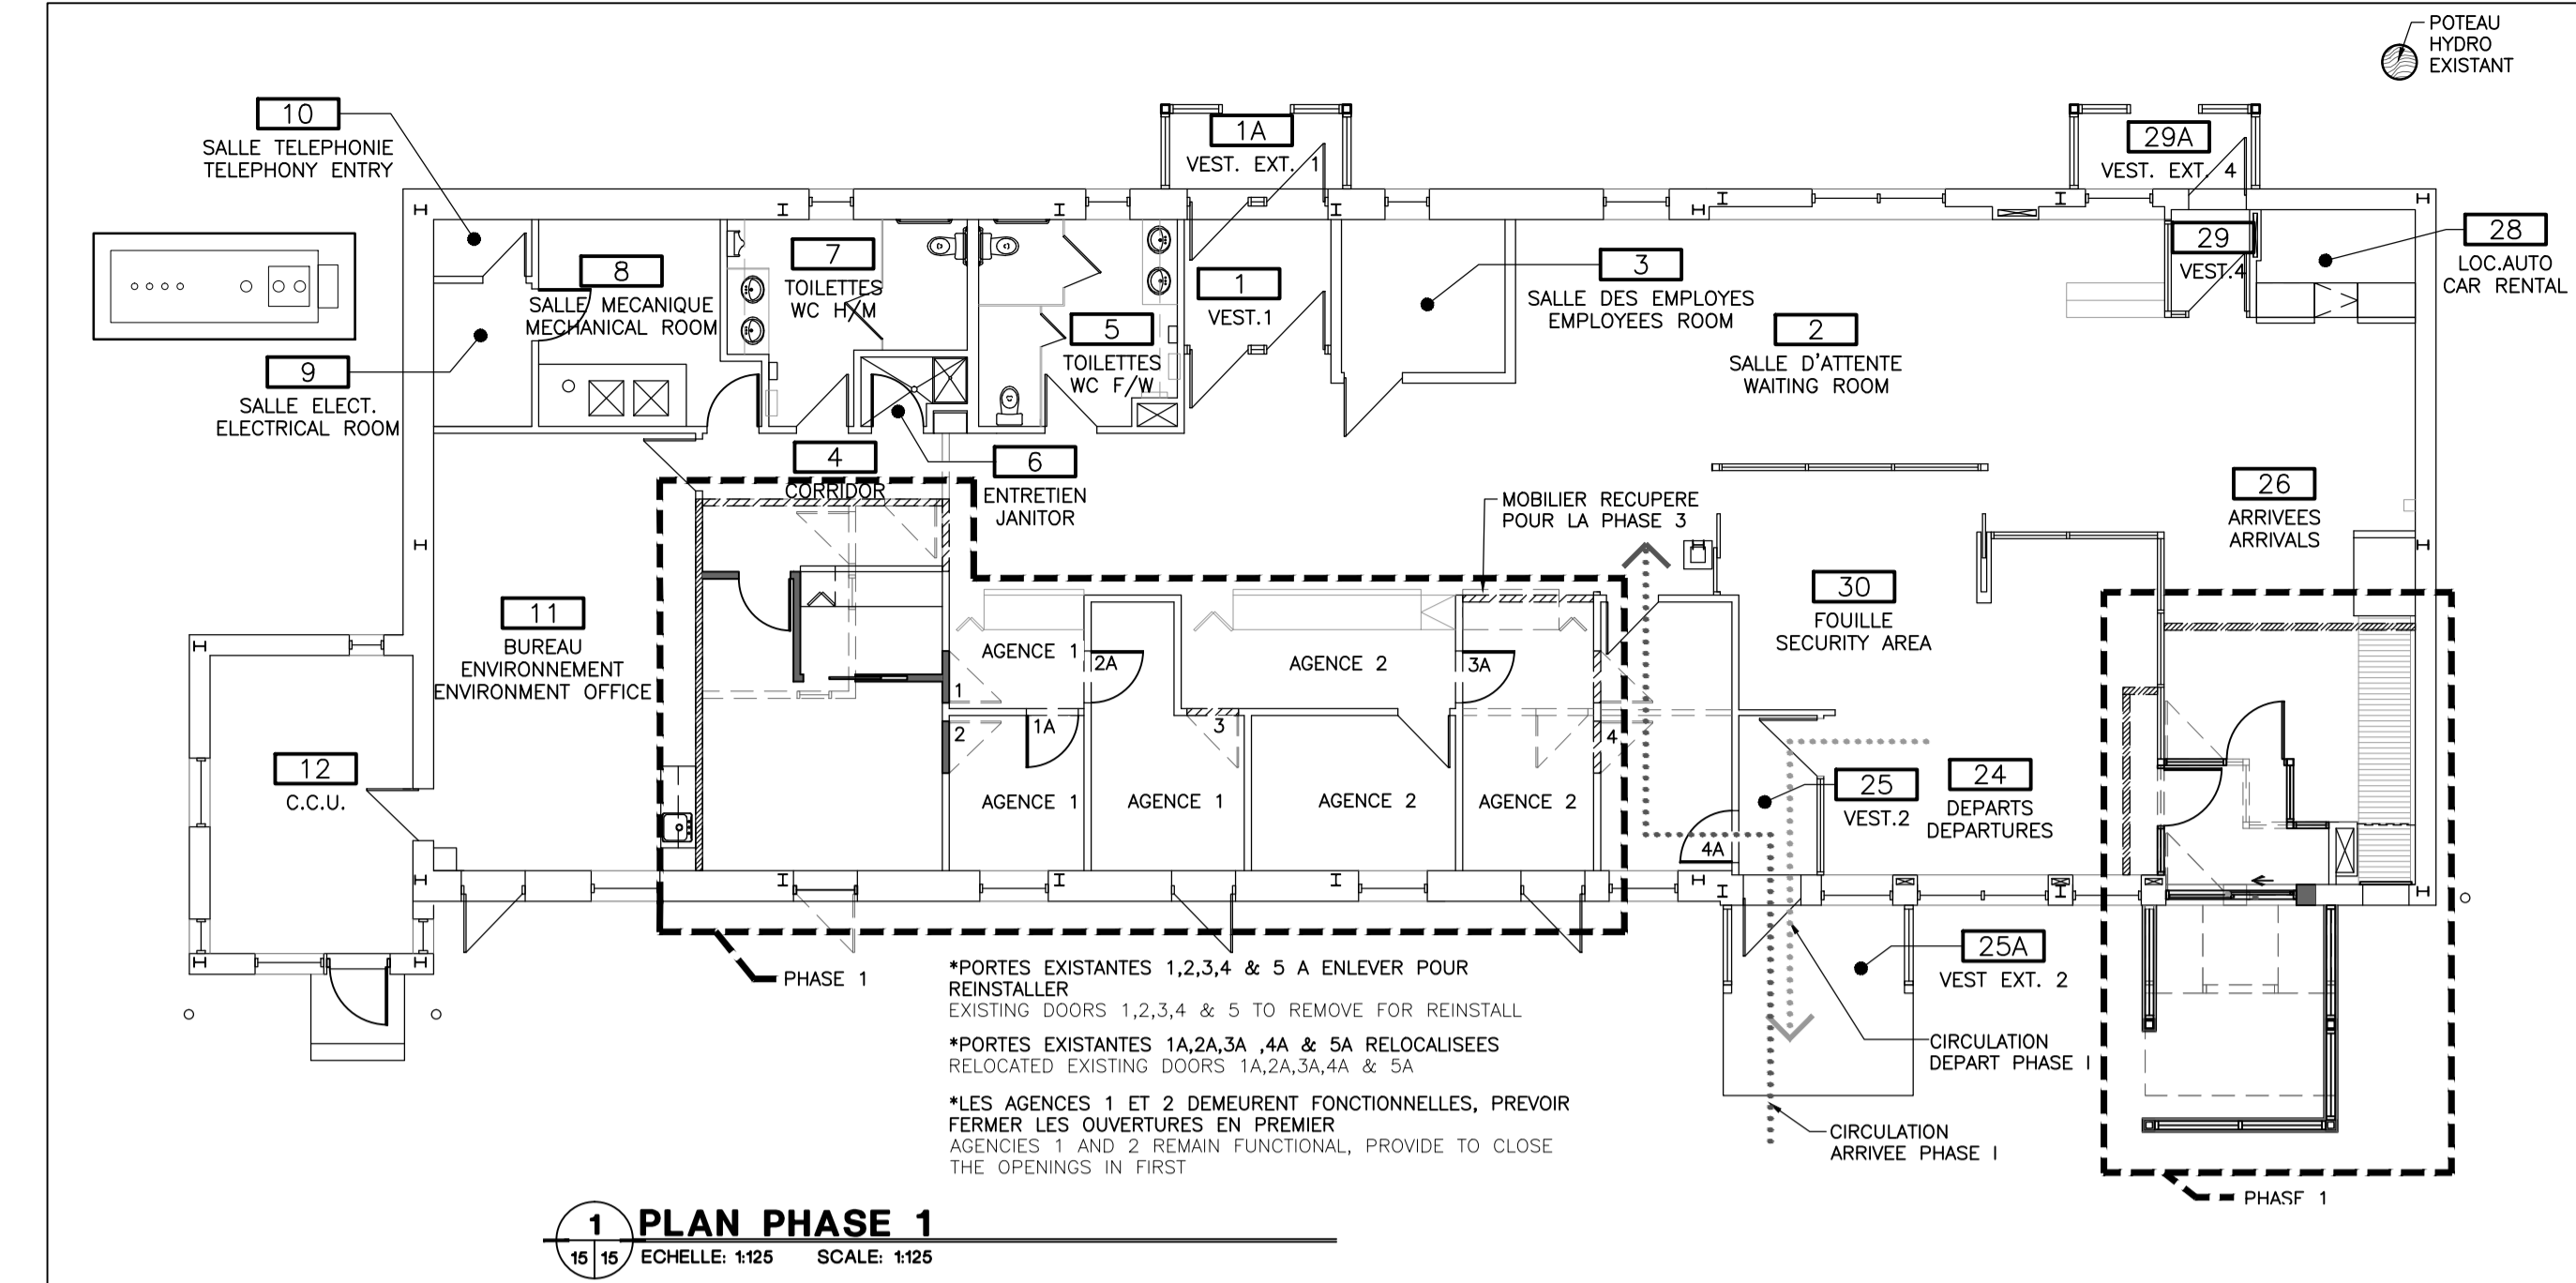 POTEAU
HYDRO
EXISTANT
10
SALLE TELEPHONIE
TELEPHONY ENTRY
1A
VEST. EXT. 1
29A
VEST. EXT. 4
8
SALLE MECANIQUE
MECHANICAL ROOM
7
TOILETTES
WC H/M
5
TOILETTES
WC F/W
1
VEST.1
3
SALLE DES EMPLOYES
EMPLOYEES ROOM
2
SALLE D'ATTENTE
WAITING ROOM
29
VEST.4
28
LOC.AUTO
CAR RENTAL
9
SALLE ELECT.
ELECTRICAL ROOM
4
CORRIDOR
6
ENTRETIEN
JANITOR
MOBILIER RECUPERE
POUR LA PHASE 3
26
ARRIVEES
ARRIVALS
11
BUREAU
ENVIRONNEMENT
ENVIRONMENT OFFICE
30
FOUILLE
SECURITY AREA
AGENCE 1
2A
AGENCE 2
3A
1
2
1A
3
4
12
C.C.U.
AGENCE 1
AGENCE 1
AGENCE 2
AGENCE 2
4A
25
VEST.2
24
DEPARTS
DEPARTURES
25A
VEST EXT. 2
PHASE 1
*PORTES EXISTANTES 1,2,3,4 & 5 A ENLEVER POUR
REINSTALLER
EXISTING DOORS 1,2,3,4 & 5 TO REMOVE FOR REINSTALL
*PORTES EXISTANTES 1A,2A,3A ,4A & 5A RELOCALISEES
RELOCATED EXISTING DOORS 1A,2A,3A,4A & 5A
*LES AGENCES 1 ET 2 DEMEURENT FONCTIONNELLES, PREVOIR
FERMER LES OUVERTURES EN PREMIER
AGENCIES 1 AND 2 REMAIN FUNCTIONAL, PROVIDE TO CLOSE
THE OPENINGS IN FIRST
CIRCULATION
DEPART PHASE I
CIRCULATION
ARRIVEE PHASE I
PHASE 1
1
15 15
PLAN PHASE 1
ECHELLE: 1:125 SCALE: 1:125